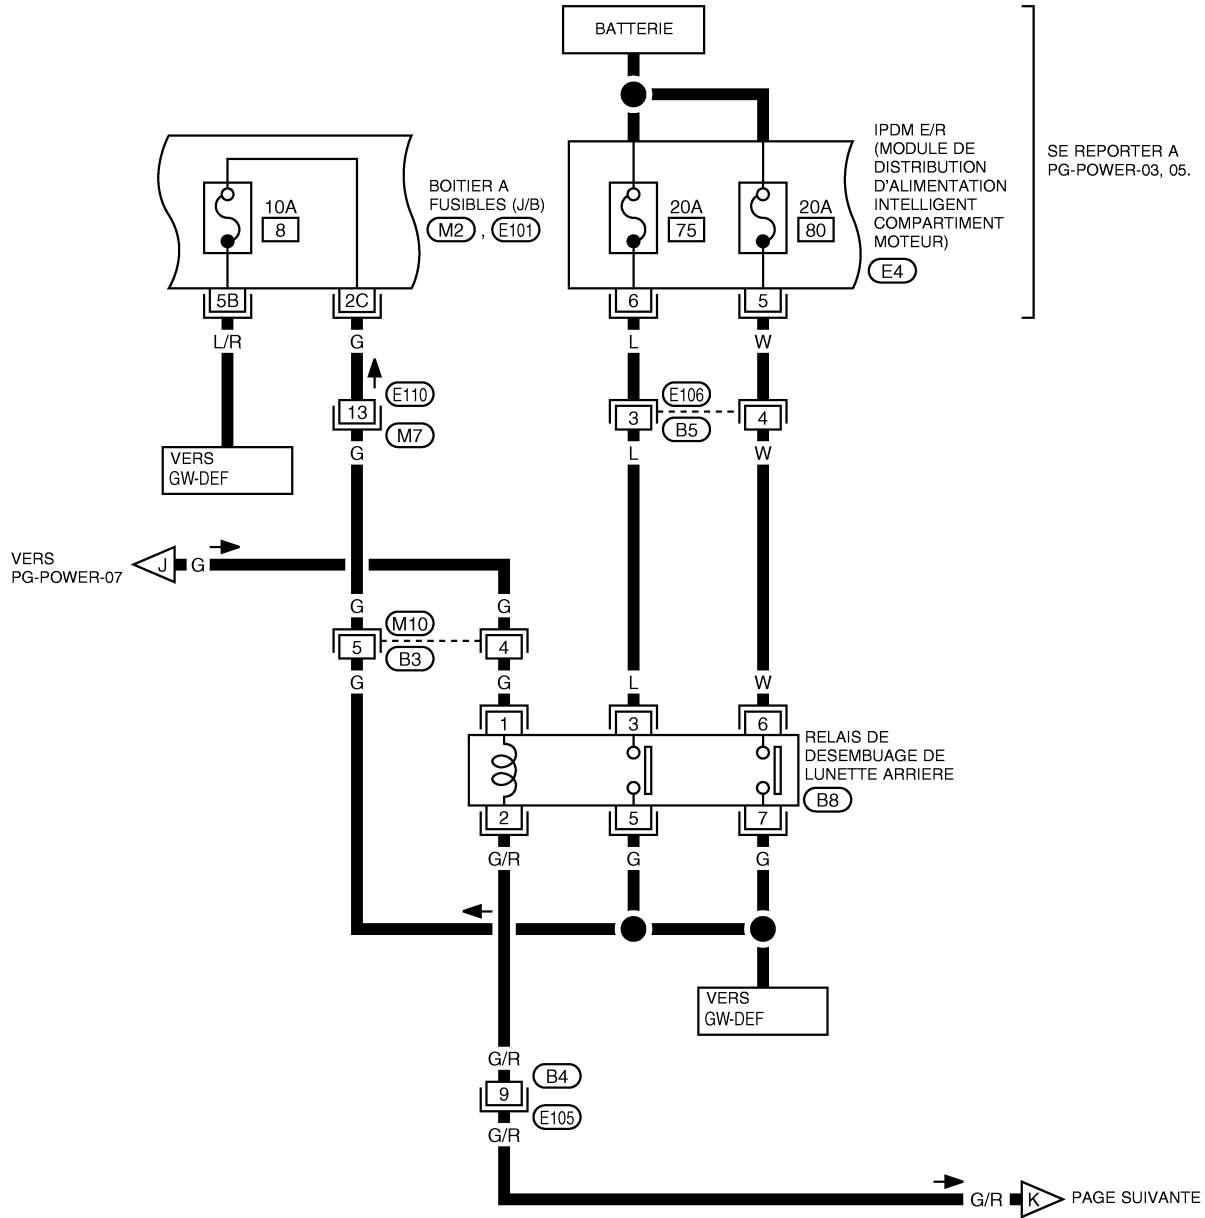 BATTERIE
IPDM E/R
(MODULE DE
DISTRIBUTION
D'ALIMENTATION
INTELLIGENT
COMPARTIMENT
MOTEUR)
E4
SE REPORTER A
PG-POWER-03, 05.
BOITIER A
FUSIBLES (J/B)
M2 , E101
10A
8
20A
75
20A
80
5B
2C
6
5
L/R
G
L
W
E110
13
M7
E106
3
4
B5
G
L
W
VERS
GW-DEF
VERS
PG-POWER-07
J
G
G
G
M10
5
4
B3
G
G
L
W
1
3
6
RELAIS DE
DESEMBUAGE DE
LUNETTE ARRIERE
B8
2
5
7
G/R
G
G
VERS
GW-DEF
G/R
B4
9
E105
G/R
G/R
K
PAGE SUIVANTE